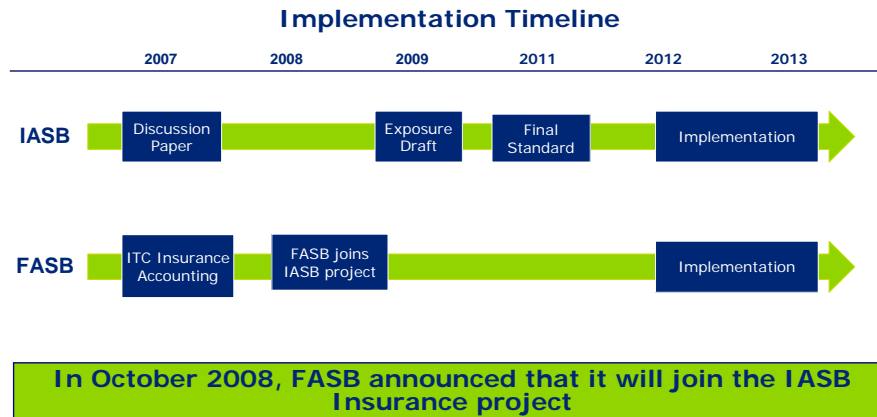 Implementation Timeline
2007 2008 2009 2011 2012 2013
IASB
Discussion
Paper
Exposure
Draft
Final
Standard
Implementation
FASB
ITC Insurance
Accounting
FASB joins
IASB project
Implementation
In October 2008, FASB announced that it will join the IASB
Insurance project